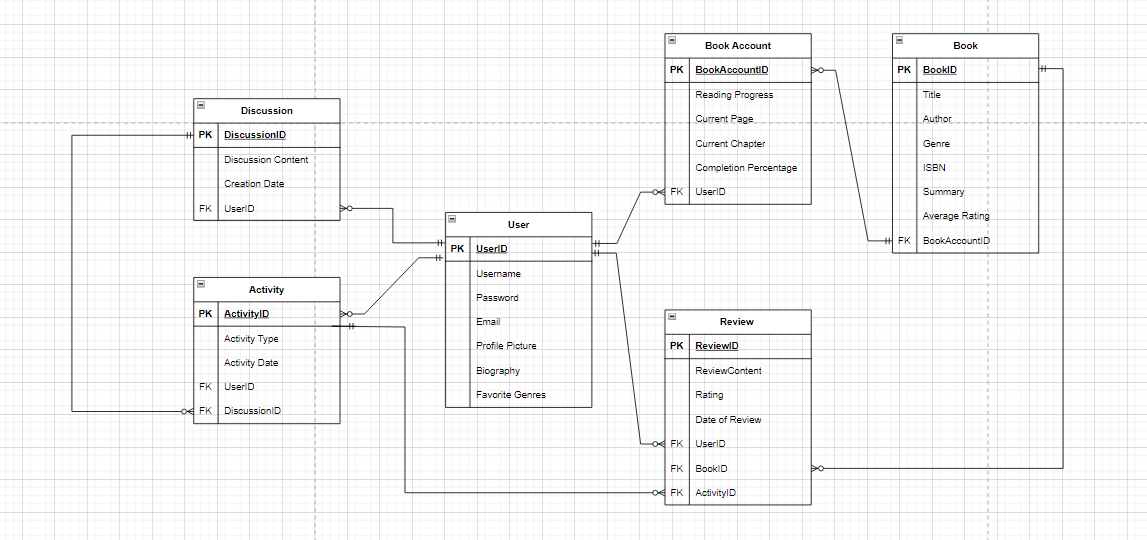 Book Account
PK BookAccountID
Reading Progress
Current Page
Current Chapter
Completion Percentage
FK UserID
Book
PK BookID
Title
Author
Genre
ISBN
Summary
Average Rating
FK BookAccountID
Discussion
PK DiscussionID
Discussion Content
Creation Date
FK UserID
User
PK UserID
Username
Password
Email
Profile Picture
Biography
Favorite Genres
Activity
PK ActivityID
Activity Type
Activity Date
FK UserID
FK DiscussionID
Review
PK ReviewID
ReviewContent
Rating
Date of Review
FK UserID
FK BookID
FK ActivityID